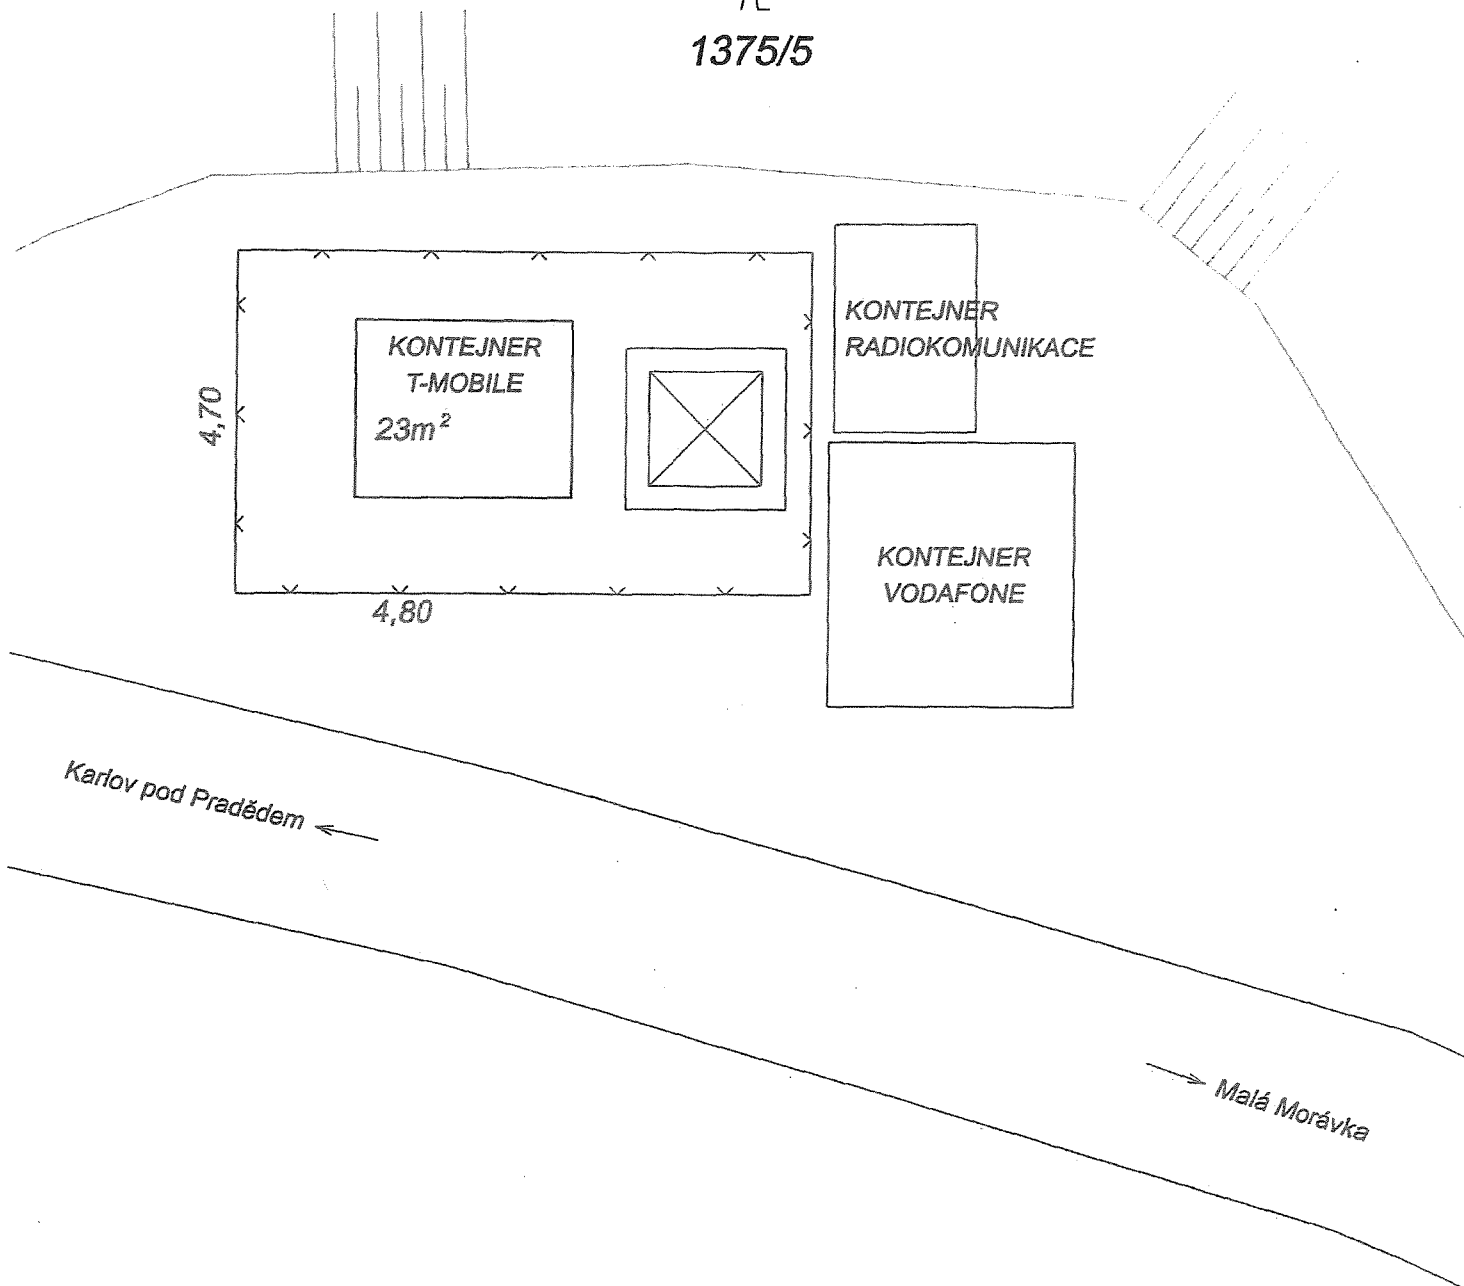 1375/5
KONTEJNER
RADIOKOMUNIKACE
KONTEJNER
T-MOBILE
23m²
4,70
KONTEJNER
VODAFONE
4,80
Karlov pod Pradědem
Malá Morávka